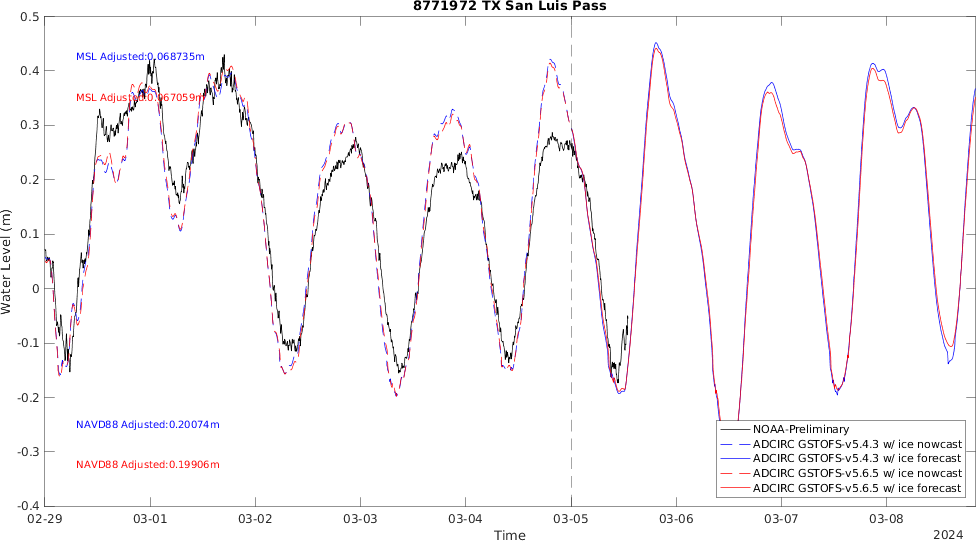 8771972 TX San Luis Pass
0.5
0.4
0.3
0.2
0.1
0
-0.1
-0.2
-0.3
-0.4
Water Level (m)
MSL Adjusted:0.068735m
MSL Adjusted:0.067059m
NAVD88 Adjusted:0.20074m
NAVD88 Adjusted:0.19906m
NOAA-Preliminary
ADCIRC GSTOFS-v5.4.3 w/ ice nowcast
ADCIRC GSTOFS-v5.4.3 w/ ice forecast
ADCIRC GSTOFS-v5.6.5 w/ ice nowcast
ADCIRC GSTOFS-v5.6.5 w/ ice forecast
02-29 03-01 03-02 03-03 03-04 03-05 03-06 03-07 03-08
Time
2024